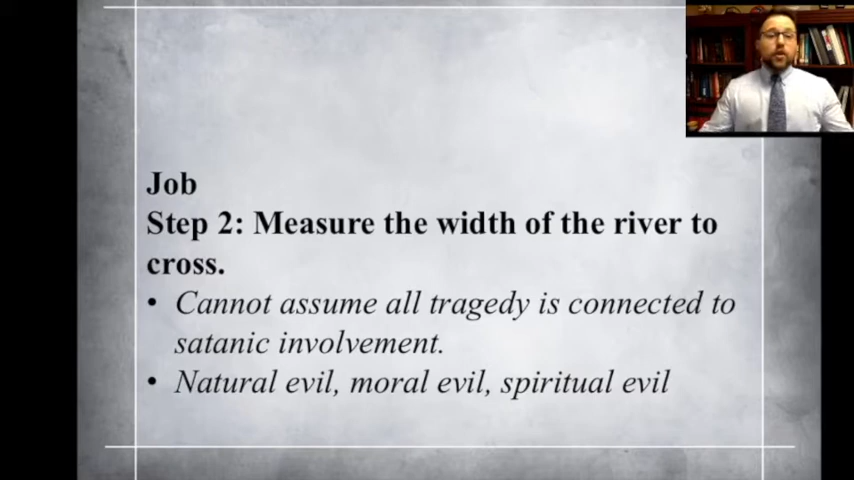 Job
Step 2: Measure the width of the river to
cross.
• Cannot assume all tragedy is connected to
satanic involvement.
• Natural evil, moral evil, spiritual evil